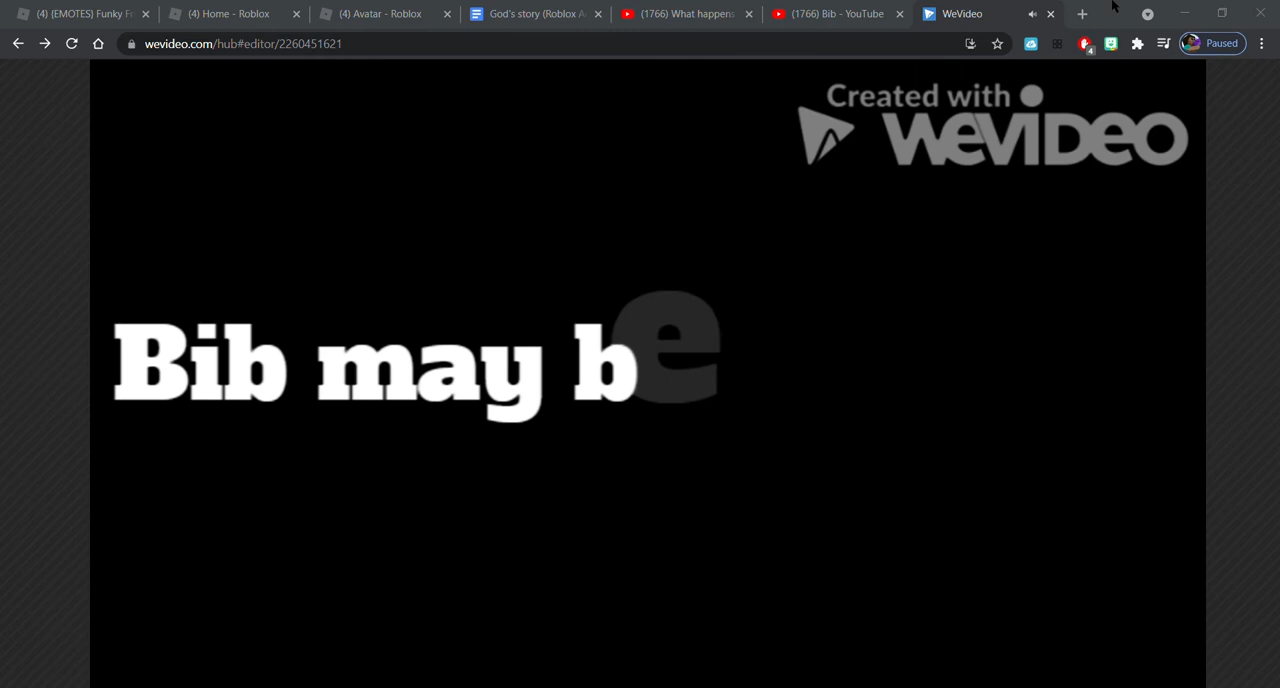 (4) (EMOTES) Funky Fr
(4) Home - Roblox
(4) Avatar - Roblox
God's story (Roblox A
(1766) What happens
(1766) Bib - YouTube
WeVideo
wevideo.com/hub#editor/2260451621
4
Paused
Created with
WEVIDEO
Bib may be